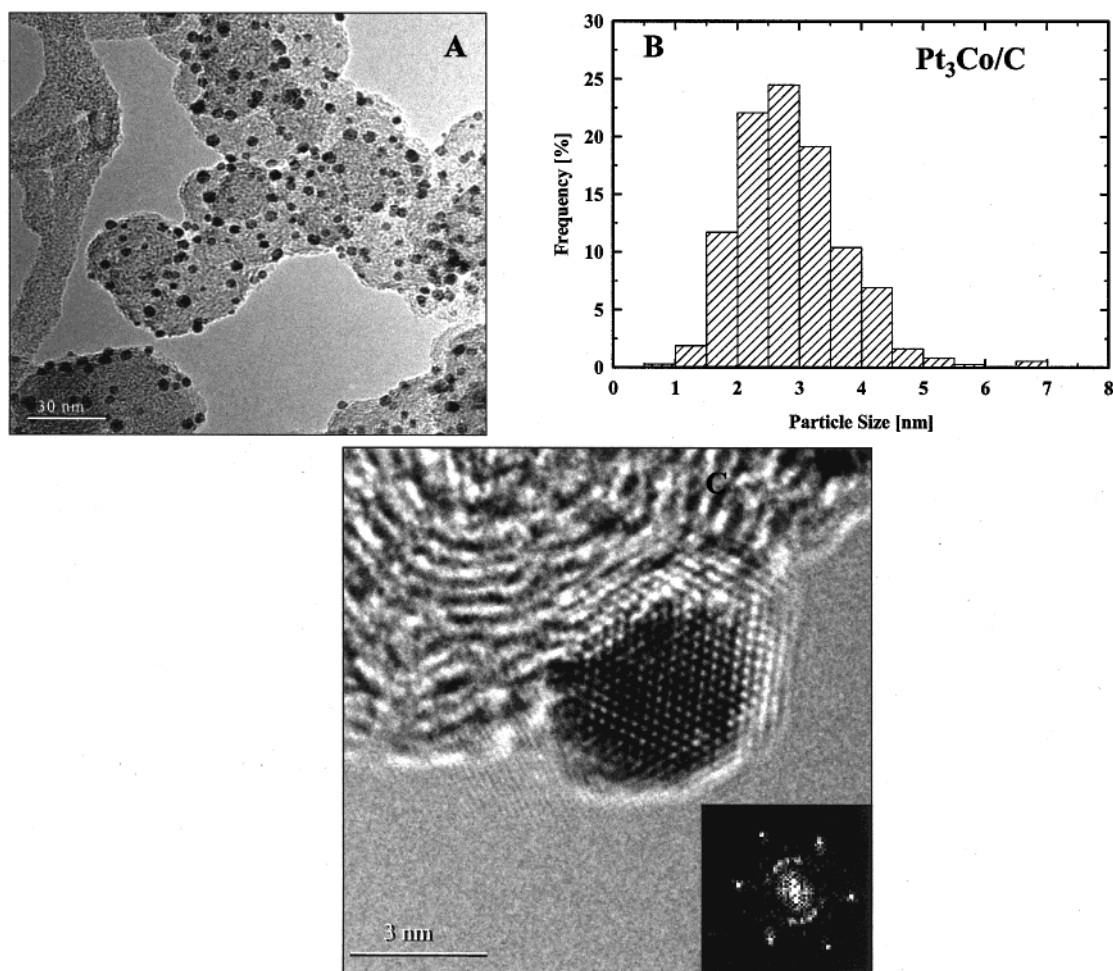 A
30 nm
B
Pt₃Co/C
Frequency [%]
30
25
20
15
10
5
0
0 1 2 3 4 5 6 7 8
Particle Size [nm]
C
3 nm